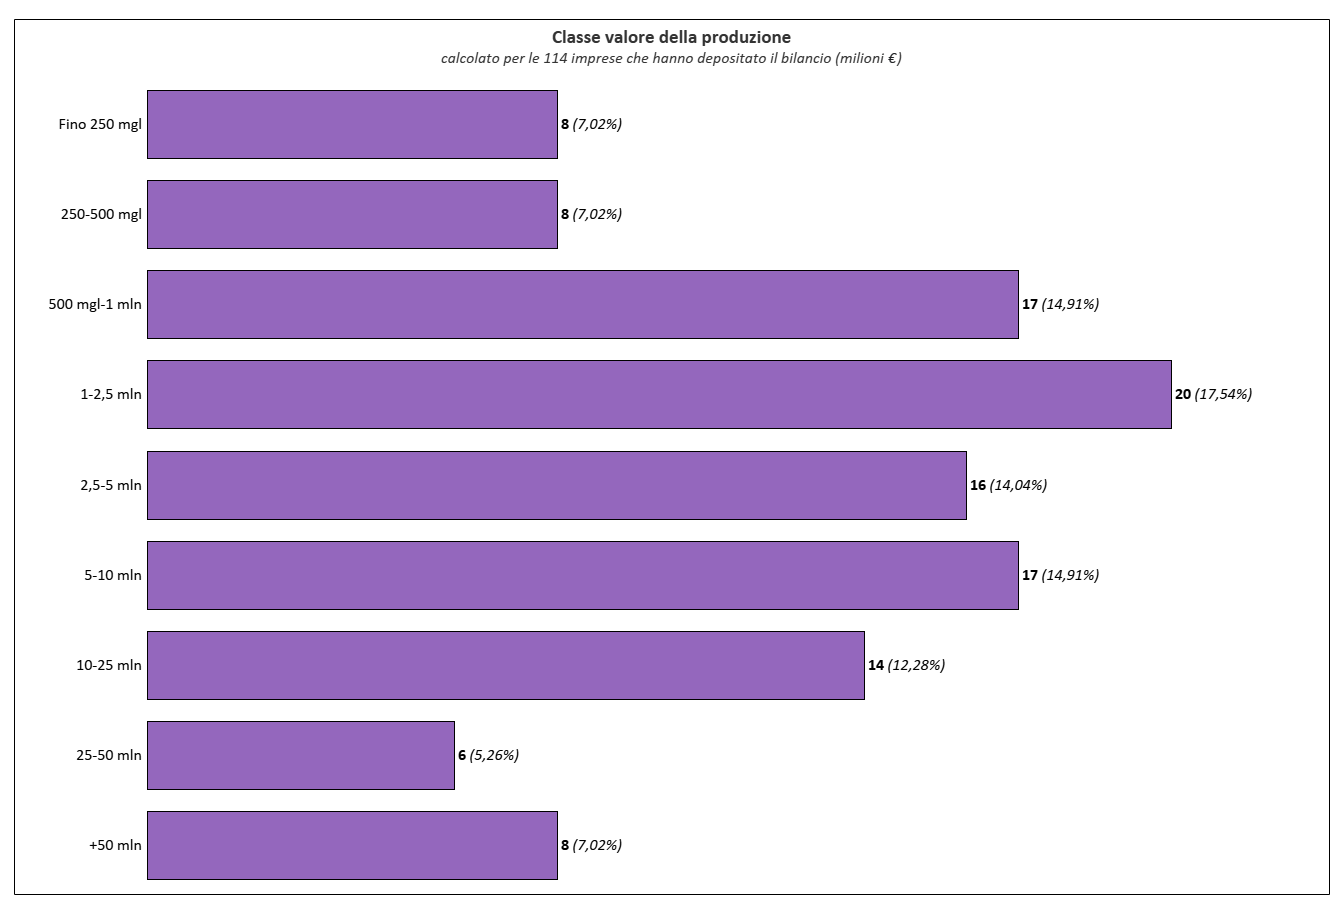 Classe valore della produzione
calcolato per le 114 imprese che hanno depositato il bilancio (milioni €)
Fino 250 mgl 8 (7,02%)
250-500 mgl 8 (7,02%)
500 mgl-1 mln 17 (14,91%)
1-2,5 mln 20 (17,54%)
2,5-5 mln 16 (14,04%)
5-10 mln 17 (14,91%)
10-25 mln 14 (12,28%)
25-50 mln 6 (5,26%)
+50 mln 8 (7,02%)